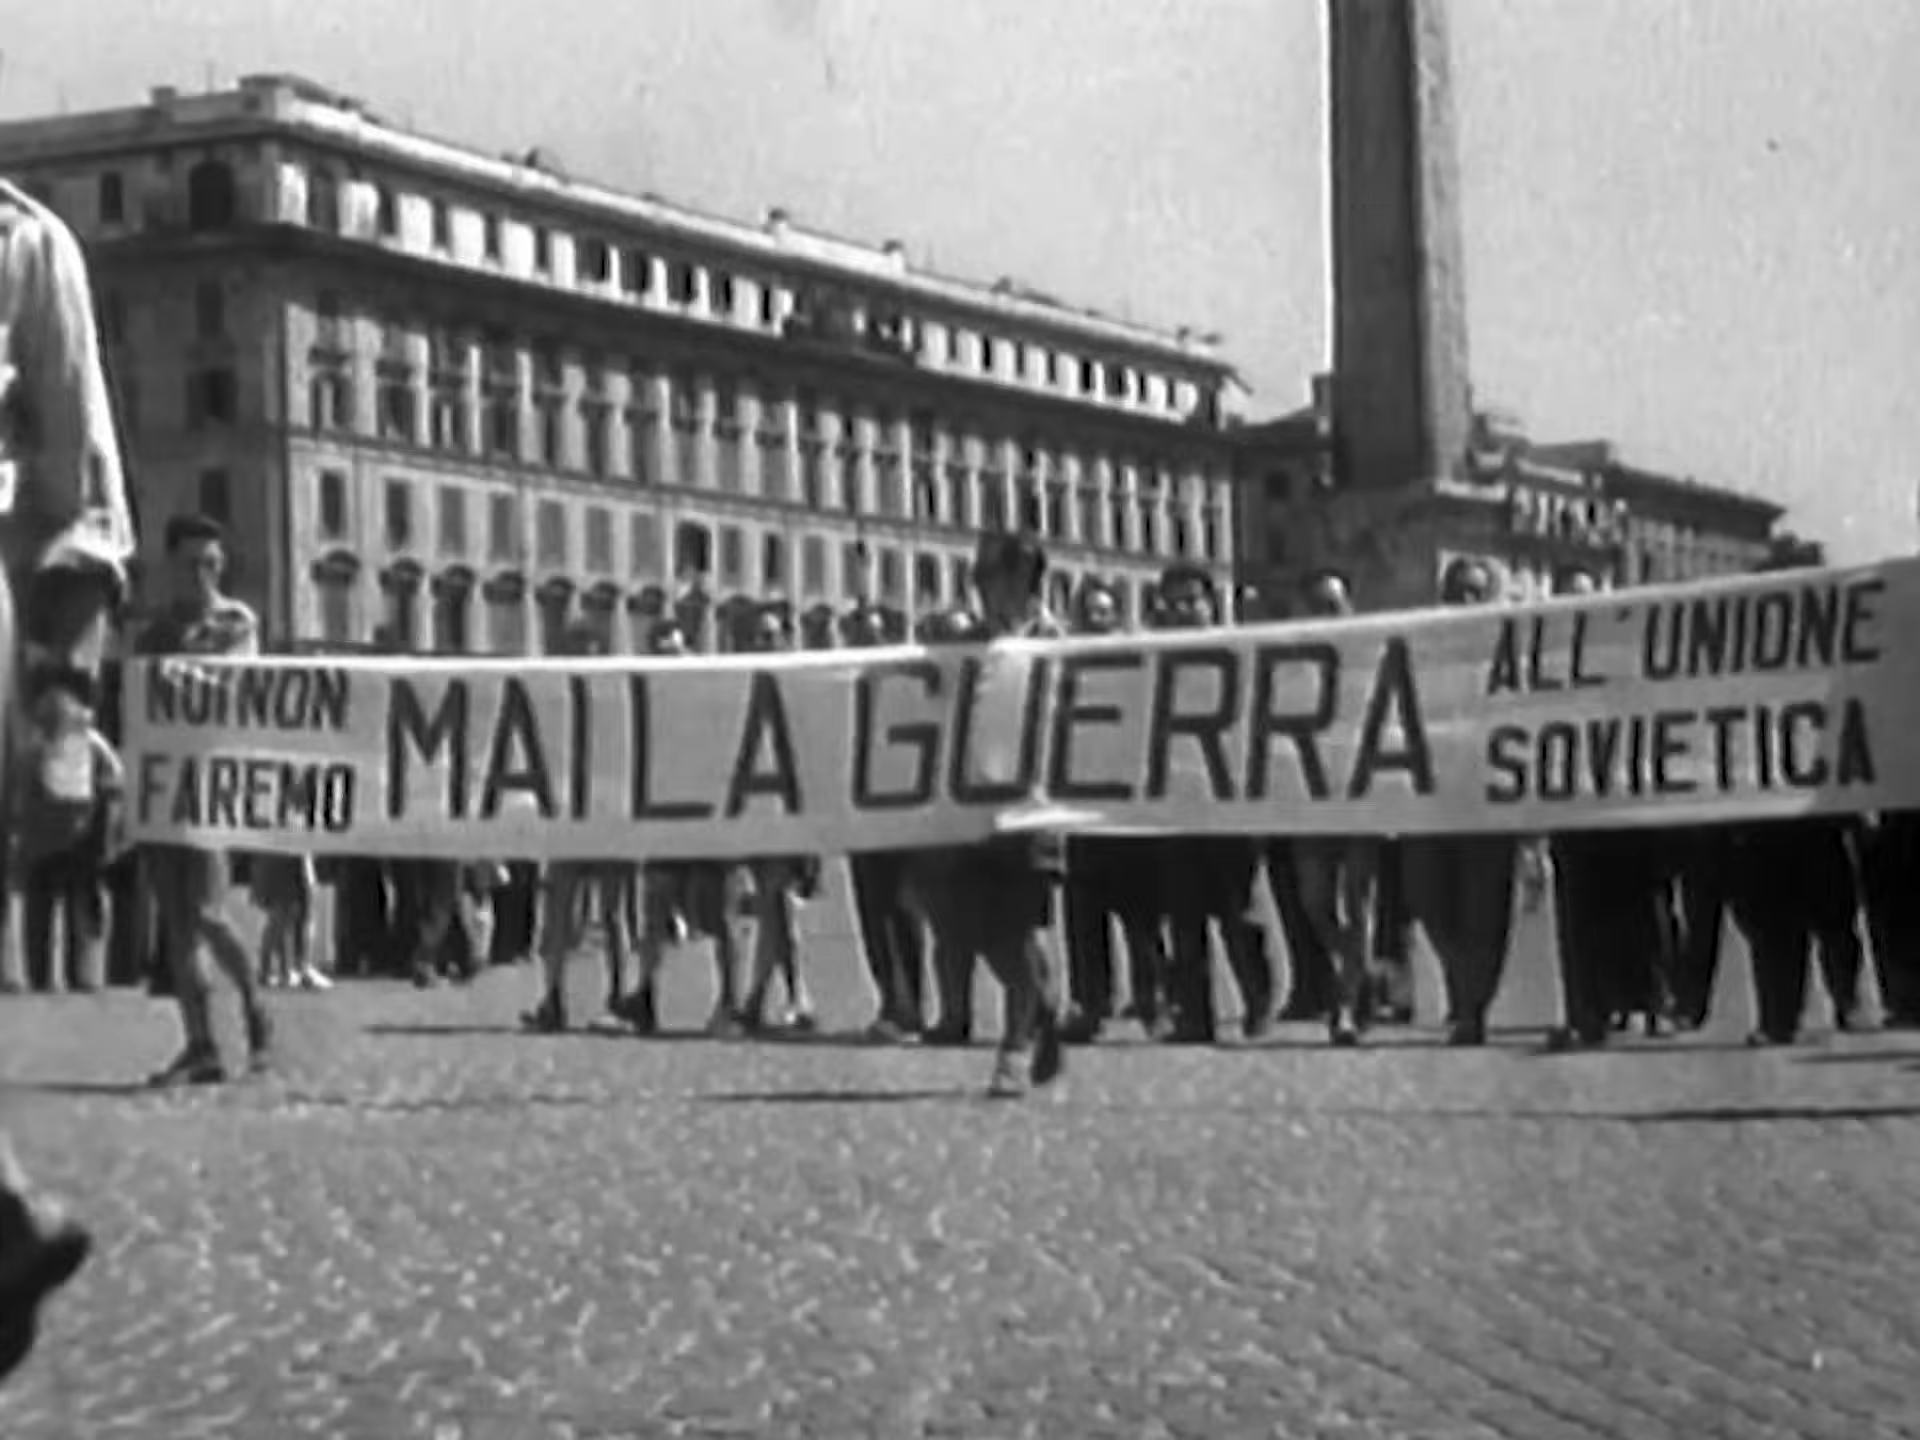 NOI NON
FAREMO
MAI LA GUERRA
ALL'UNIONE
SOVIETICA